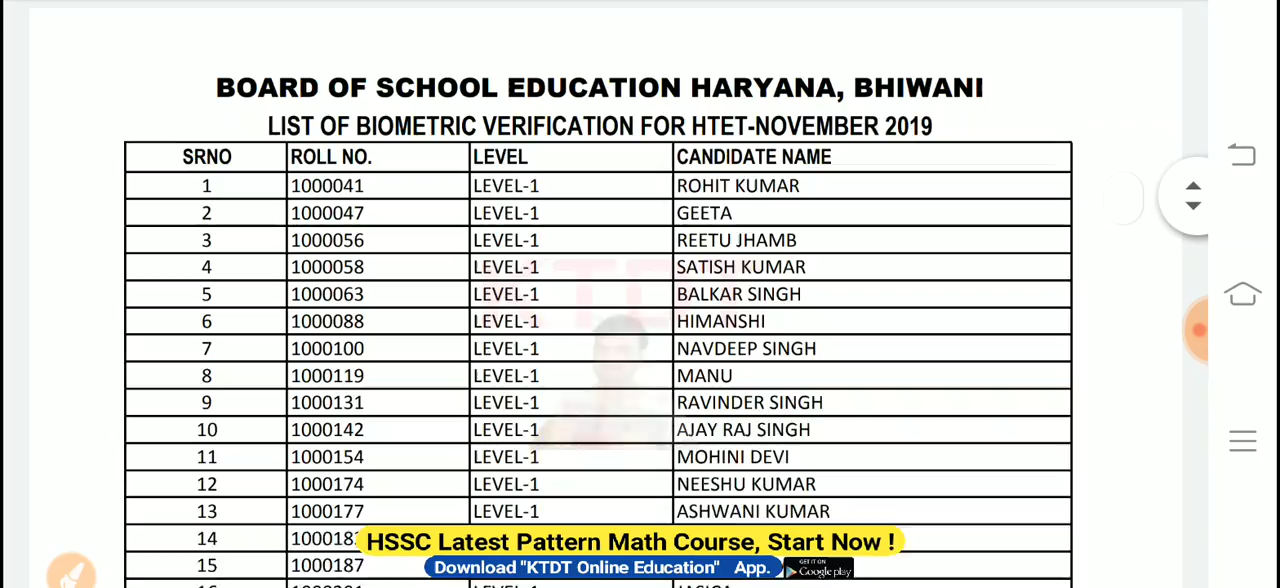 BOARD OF SCHOOL EDUCATION HARYANA, BHIWANI
LIST OF BIOMETRIC VERIFICATION FOR HTET-NOVEMBER 2019
SRNO ROLL NO. LEVEL CANDIDATE NAME
1 1000041 LEVEL-1 ROHIT KUMAR
2 1000047 LEVEL-1 GEETA
3 1000056 LEVEL-1 REETU JHAMB
4 1000058 LEVEL-1 SATISH KUMAR
5 1000063 LEVEL-1 BALKAR SINGH
6 1000088 LEVEL-1 HIMANSHI
7 1000100 LEVEL-1 NAVDEEP SINGH
8 1000119 LEVEL-1 MANU
9 1000131 LEVEL-1 RAVINDER SINGH
10 1000142 LEVEL-1 AJAY RAJ SINGH
11 1000154 LEVEL-1 MOHINI DEVI
12 1000174 LEVEL-1 NEESHU KUMAR
13 1000177 LEVEL-1 ASHWANI KUMAR
14
HSSC Latest Pattern Math Course, Start Now !
15 1000187
Download "KTDT Online Education" App. GET IT ON Google play